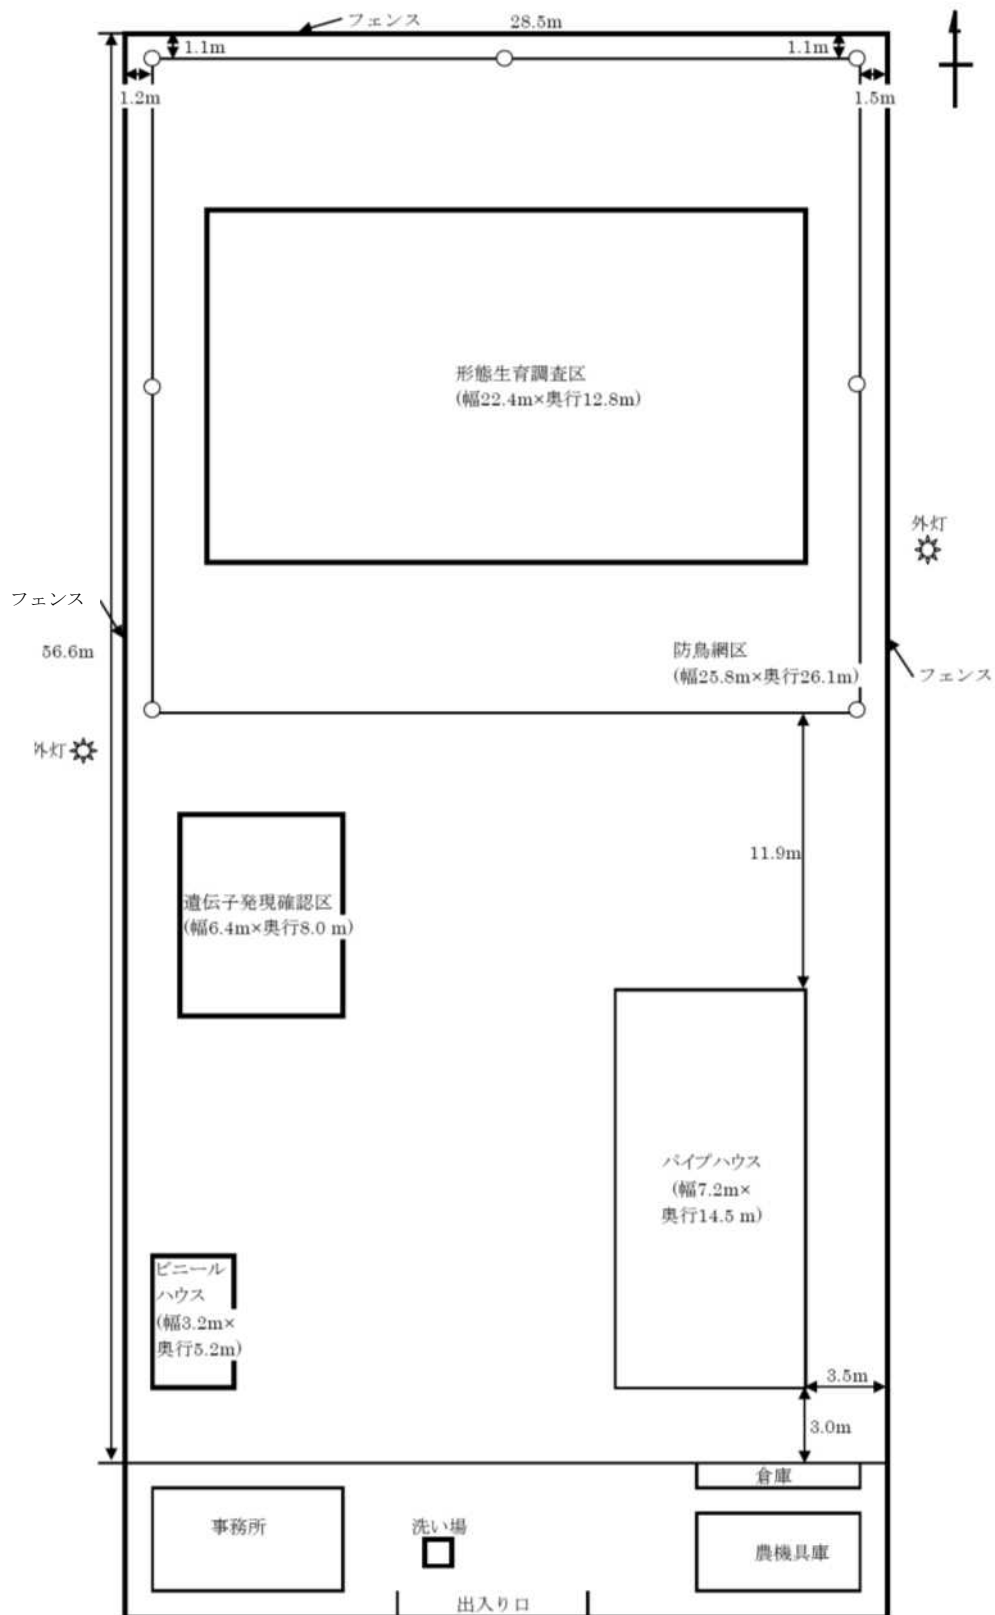 フェンス
28.5m
1.1m
1.1m
1.2m
1.5m
形態生育調査区
(幅22.4m×奥行12.8m)
外灯
フェンス
56.6m
防鳥網区
(幅25.8m×奥行26.1m)
フェンス
外灯
11.9m
遺伝子発現確認区
(幅6.4m×奥行8.0 m)
パイプハウス
(幅7.2m×
奥行14.5 m)
ビニール
ハウス
(幅3.2m×
奥行5.2m)
3.5m
3.0m
倉庫
事務所
洗い場
農機具庫
出入り口